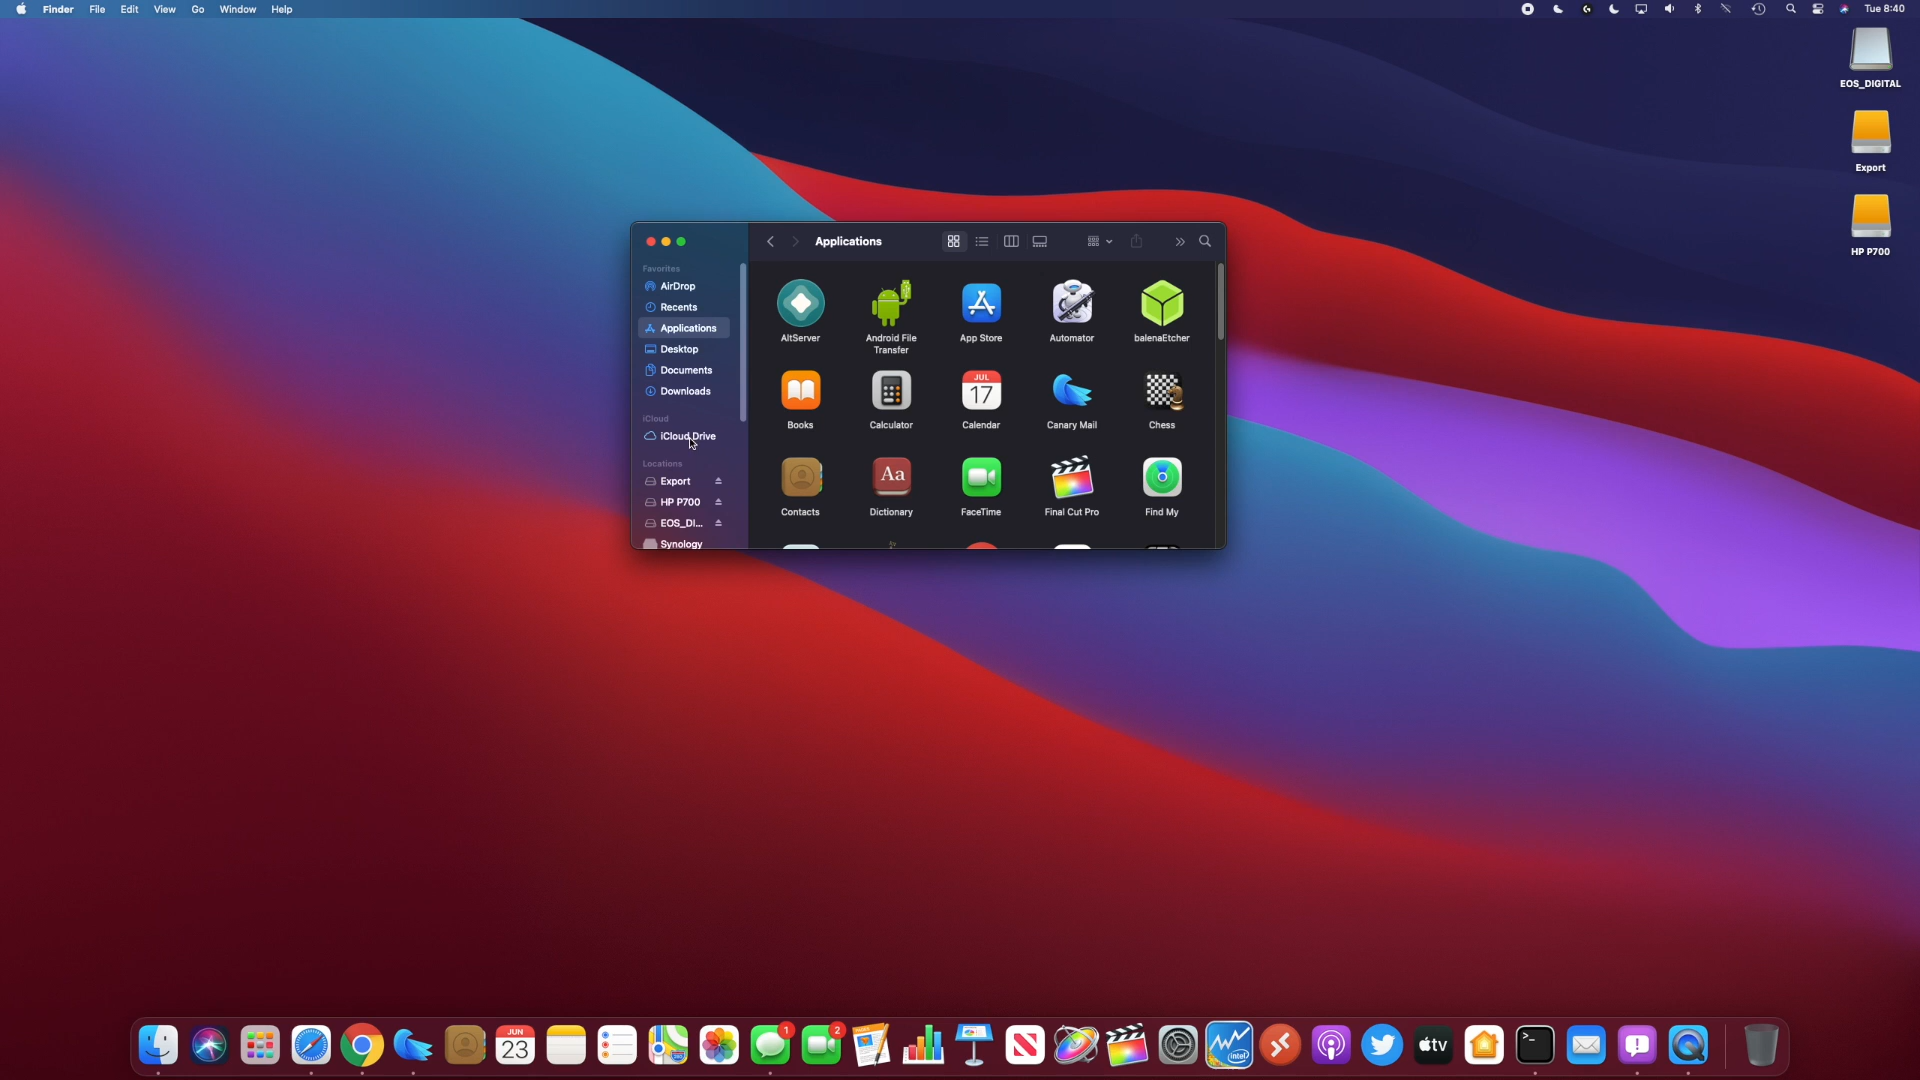 Finder File Edit View Go Window Help
Tue 8:40
EOS_DIGITAL
Export
HP P700
Applications
Favorites
AirDrop
Recents
Applications
Desktop
Documents
Downloads
iCloud
iCloud Drive
Locations
Export
HP P700
EOS_DI...
Synology
AltServer
Android File
Transfer
App Store
Automator
balenaEtcher
Books
Calculator
JUL
17
Calendar
Canary Mail
Chess
Contacts
Aa
Dictionary
FaceTime
Final Cut Pro
Find My
JUN
23
1
2
intel
tv